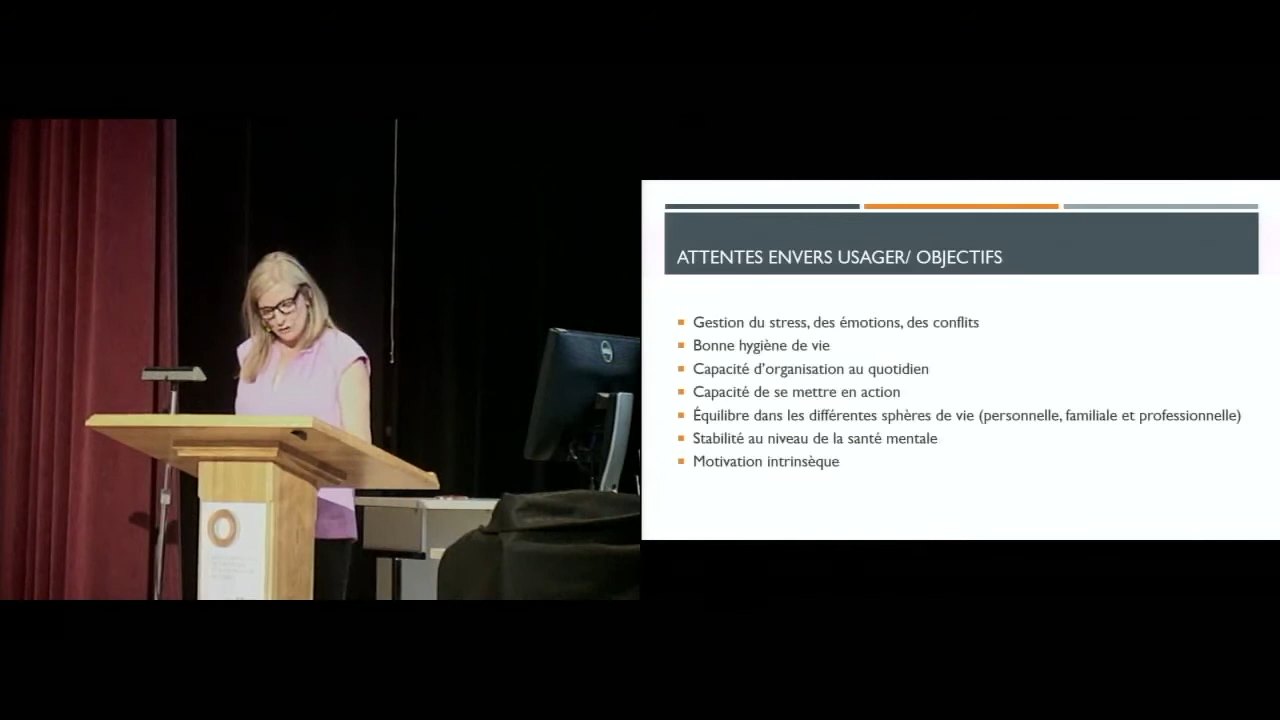 ATTENTES ENVERS USAGER/ OBJECTIFS
Gestion du stress, des émotions, des conflits
Bonne hygiène de vie
Capacité d'organisation au quotidien
Capacité de se mettre en action
Équilibre dans les différentes sphères de vie (personnelle, familiale et professionnelle)
Stabilité au niveau de la santé mentale
Motivation intrinsèque